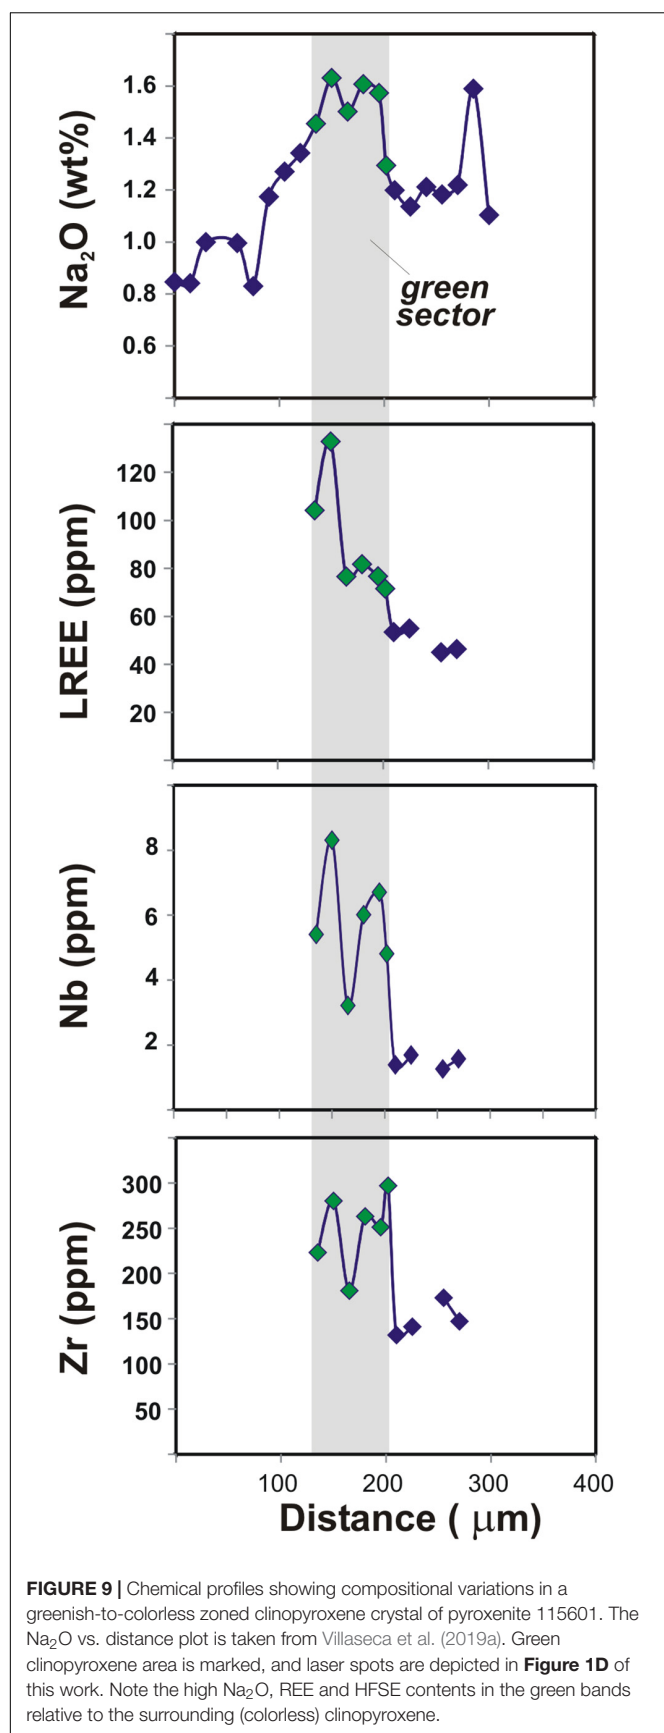 1.6
1.4
1.2
1.0
0.8
0.6
Na₂O (wt%)
green
sector
120
100
80
60
40
20
LREE (ppm)
8
6
4
2
Nb (ppm)
300
250
200
150
100
50
Zr (ppm)
100 200 300 400
Distance ( μm)
FIGURE 9 | Chemical profiles showing compositional variations in a
greenish-to-colorless zoned clinopyroxene crystal of pyroxenite 115601. The
Na₂O vs. distance plot is taken from Villaseca et al. (2019a). Green
clinopyroxene area is marked, and laser spots are depicted in Figure 1D of
this work. Note the high Na₂O, REE and HFSE contents in the green bands
relative to the surrounding (colorless) clinopyroxene.